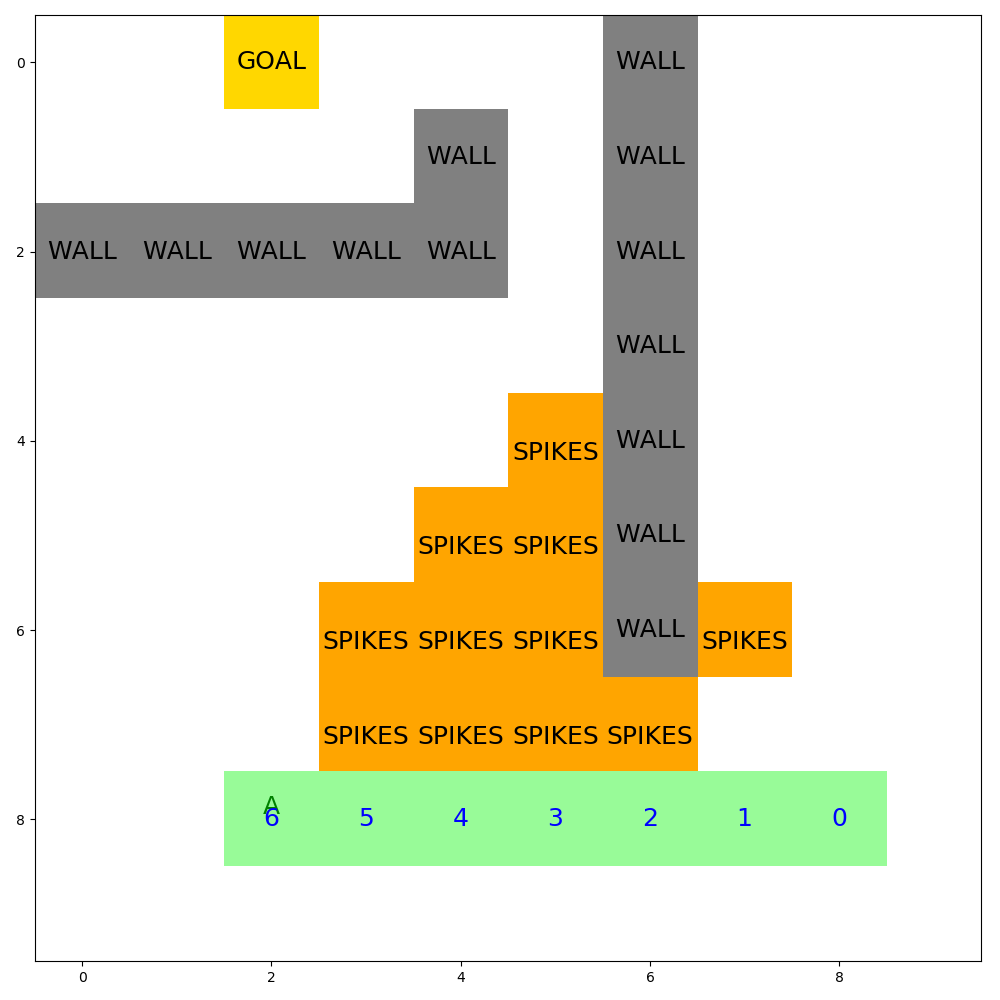 0 GOAL WALL
WALL WALL
2 WALL WALL WALL WALL WALL WALL
WALL
4 SPIKES WALL
SPIKES SPIKES WALL
6 SPIKES SPIKES SPIKES WALL SPIKES
SPIKES SPIKES SPIKES SPIKES
A
8 6 5 4 3 2 1 0
0 2 4 6 8